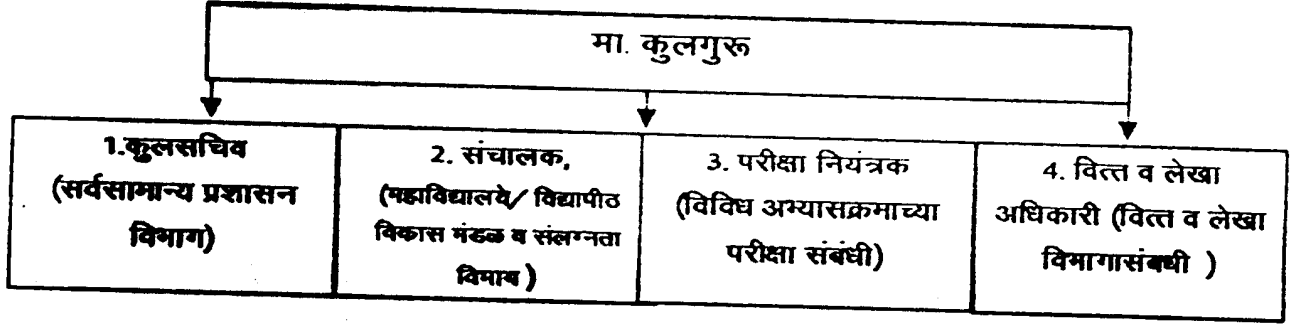 मा. कुलगुरू
1.कुलसचिव
(सर्वसामान्य प्रशासन
विभाग)
2. संचालक,
(महाविद्यालये/ विद्यापीठ
विकास मंडळ व संलग्नता
विभाग )
3. परीक्षा नियंत्रक
(विविध अभ्यासक्रमाच्या
परीक्षा संबंधी)
4. वित्त व लेखा
अधिकारी (वित्त व लेखा
विभागासंबधी )